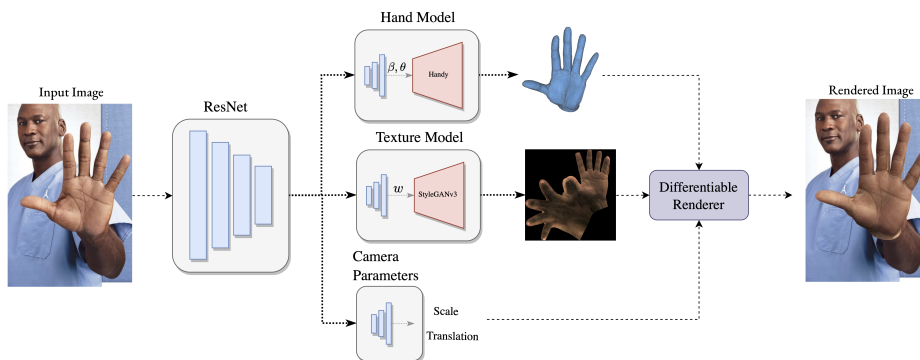 Hand Model
β, θ
Handy
Input Image
ResNet
Rendered Image
Texture Model
w
StyleGANv3
Differentiable
Renderer
Camera
Parameters
Scale
Translation